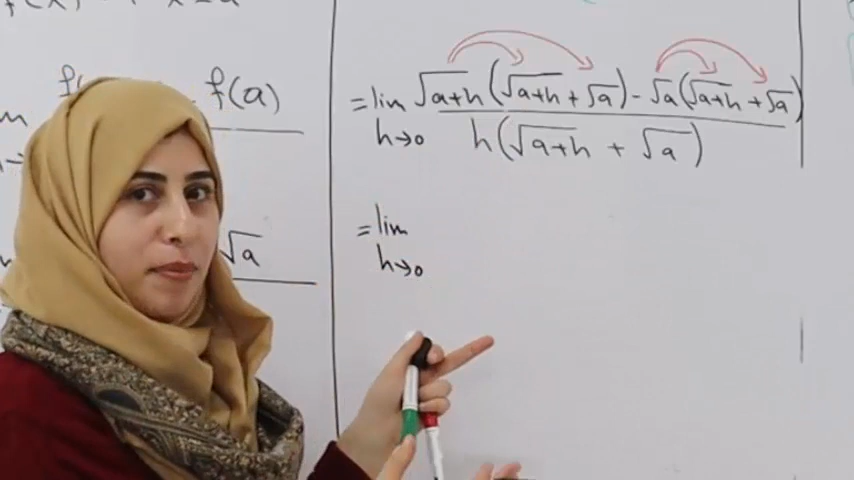 f(a)
√a
= lim √a+h (√a+h + √a) - √a (√a+h + √a)
h→0 h(√a+h + √a)
= lim
h→0